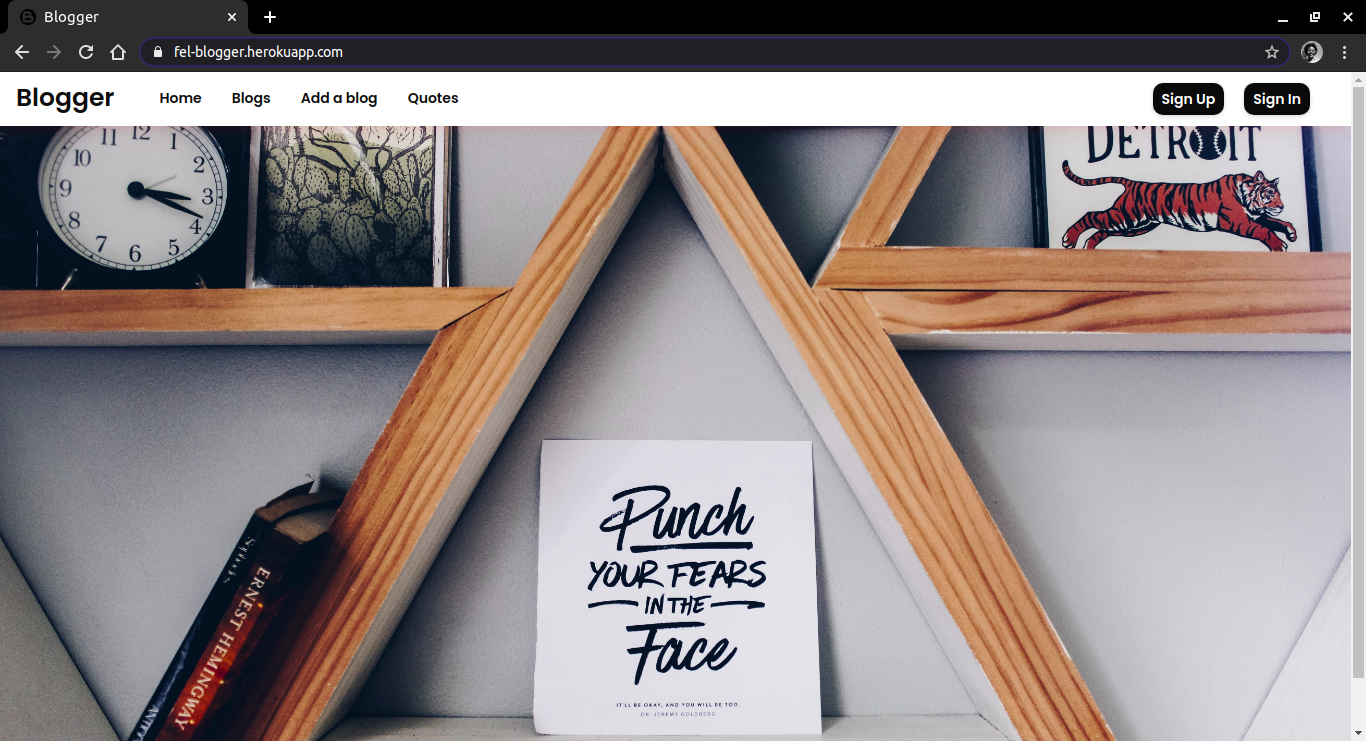 Blogger
fel-blogger.herokuapp.com
Blogger Home Blogs Add a blog Quotes Sign Up Sign In
11 12 1
10 2
9 3
8 4
7 6 5
DETROIT
Punch
YOUR FEARS
IN THE
Face
IT'LL BE OKAY, AND YOU WILL BE TOO.
DR. JEREMY GOLDBERG
Sophocles
ERNEST HEMINGWAY